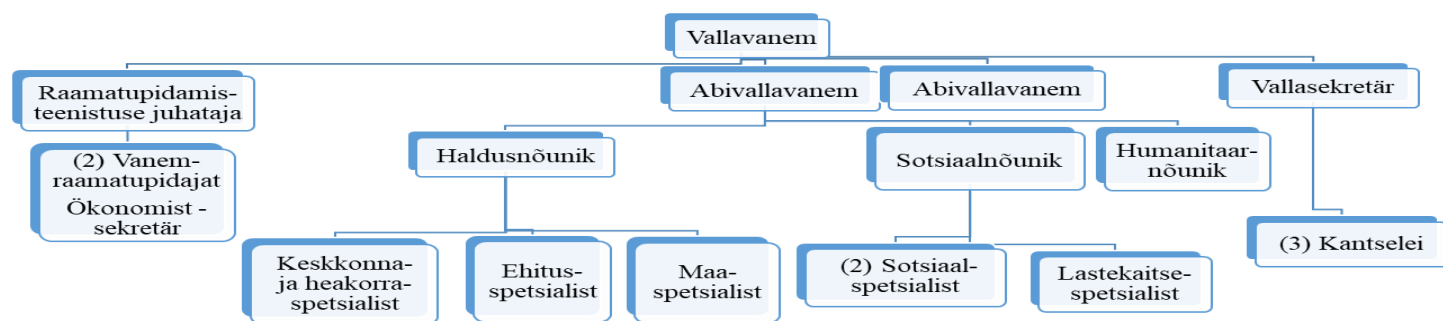 Vallavanem
Raamatupidamis-
teenistuse juhataja
Abivallavanem
Abivallavanem
Vallasekretär
(2) Vanem-
raamatupidajat
Ökonomist -
sekretär
Haldusnõunik
Sotsiaalnõunik
Humanitaar-
nõunik
Keskkonna-
ja heakorra-
spetsialist
Ehitus-
spetsialist
Maa-
spetsialist
(2) Sotsiaal-
spetsialist
Lastekaitse-
spetsialist
(3) Kantselei